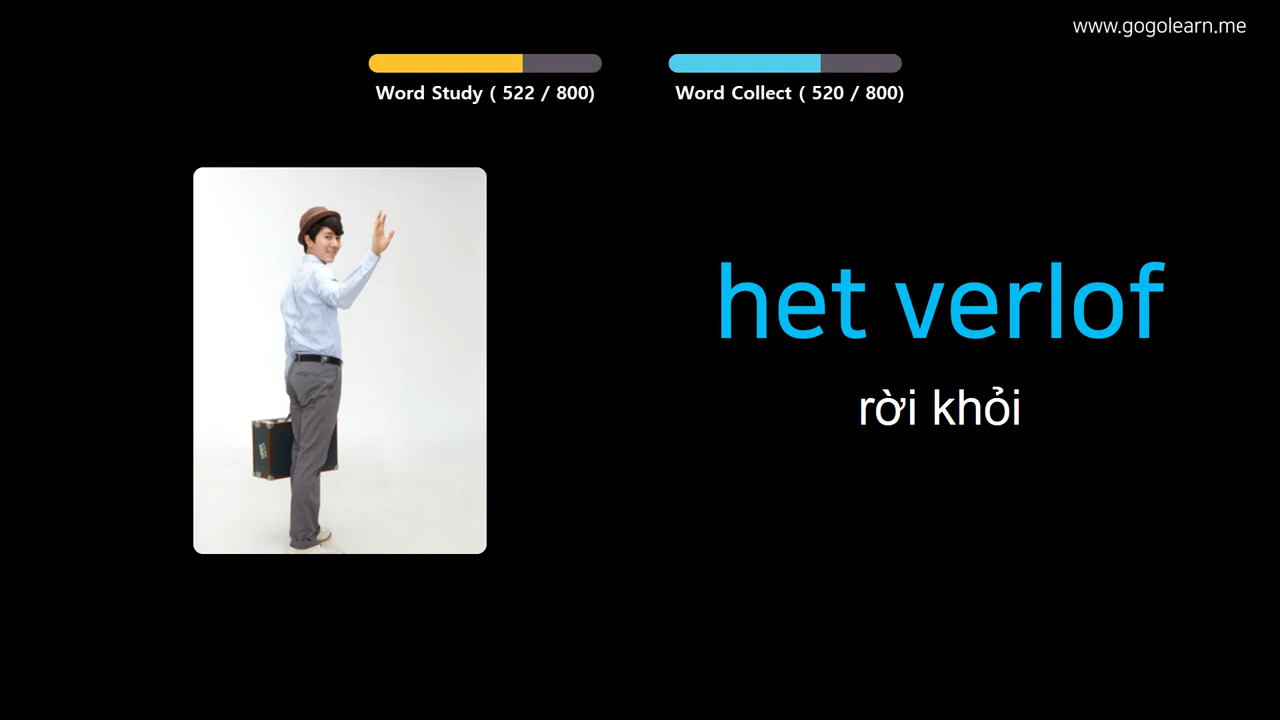 www.gogolearn.me
Word Study ( 522 / 800)
Word Collect ( 520 / 800)
het verlof
rời khỏi